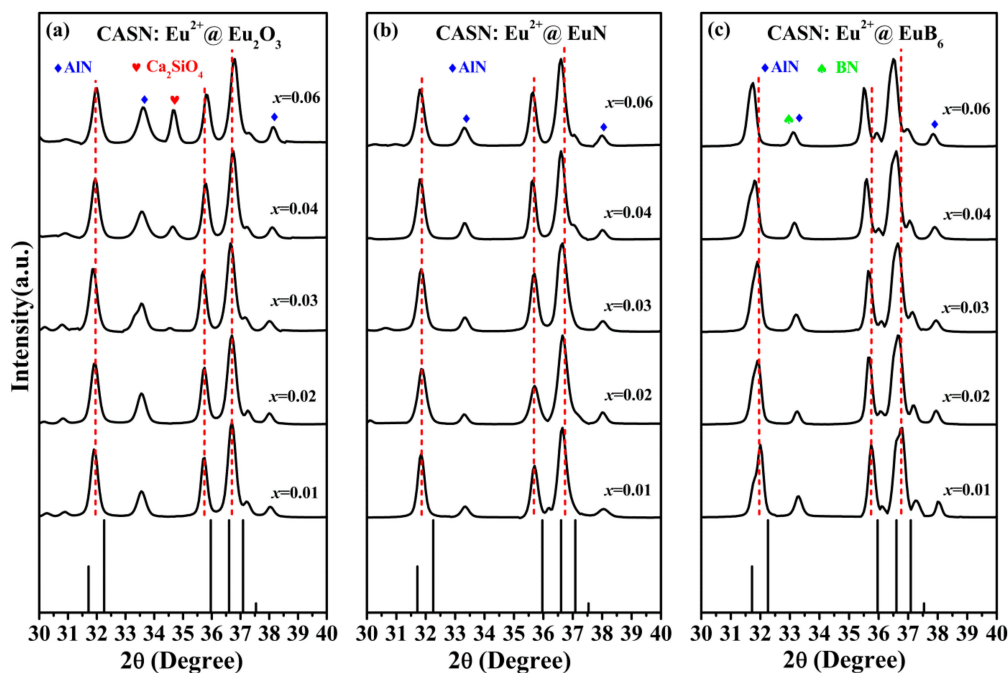 Intensity(a.u.)
(a) CASN: Eu²⁺@ Eu₂O₃
♦AlN ♥ Ca₂SiO₄
x=0.06
x=0.04
x=0.03
x=0.02
x=0.01
30 31 32 33 34 35 36 37 38 39 40
2θ (Degree)
(b) CASN: Eu²⁺@ EuN
♦AlN
x=0.06
x=0.04
x=0.03
x=0.02
x=0.01
30 31 32 33 34 35 36 37 38 39 40
2θ (Degree)
(c) CASN: Eu²⁺@ EuB₆
♦AlN ♠ BN
x=0.06
x=0.04
x=0.03
x=0.02
x=0.01
30 31 32 33 34 35 36 37 38 39 40
2θ (Degree)